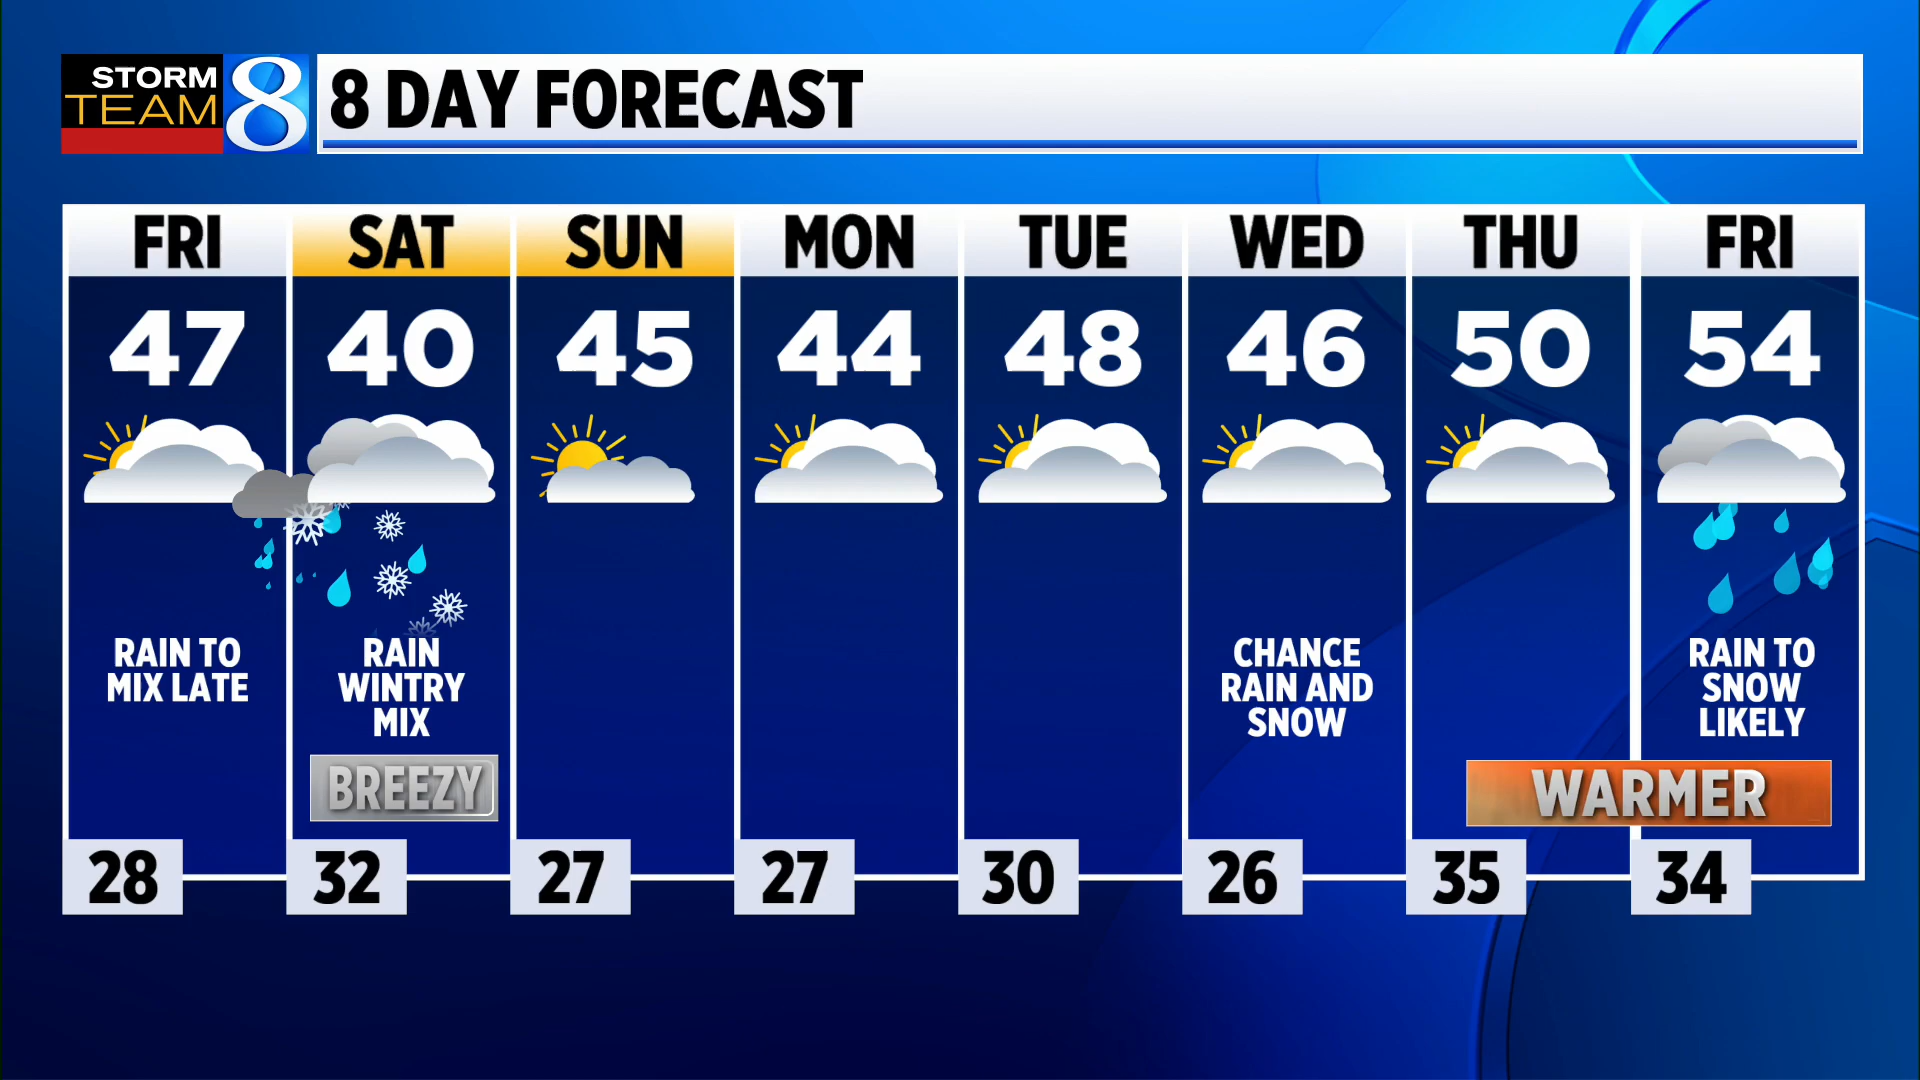 STORM
TEAM
8
8 DAY FORECAST
FRI
SAT
SUN
MON
TUE
WED
THU
FRI
47
40
45
44
48
46
50
54
RAIN TO
MIX LATE
RAIN
WINTRY
MIX
CHANCE
RAIN AND
SNOW
RAIN TO
SNOW
LIKELY
BREEZY
WARMER
28
32
27
27
30
26
35
34